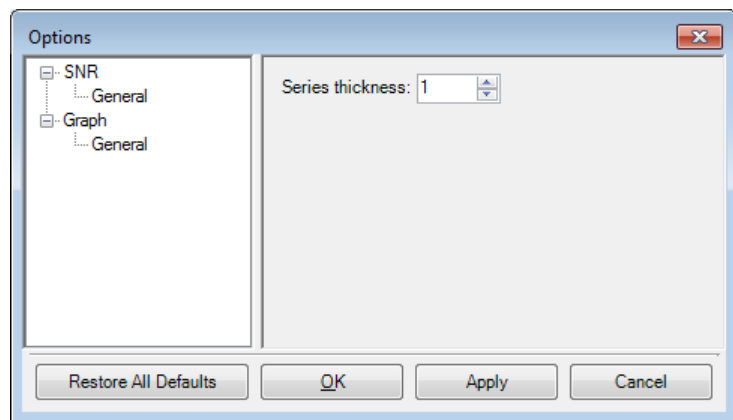 Options
SNR
General
Graph
General
Series thickness: 1
Restore All Defaults
OK
Apply
Cancel